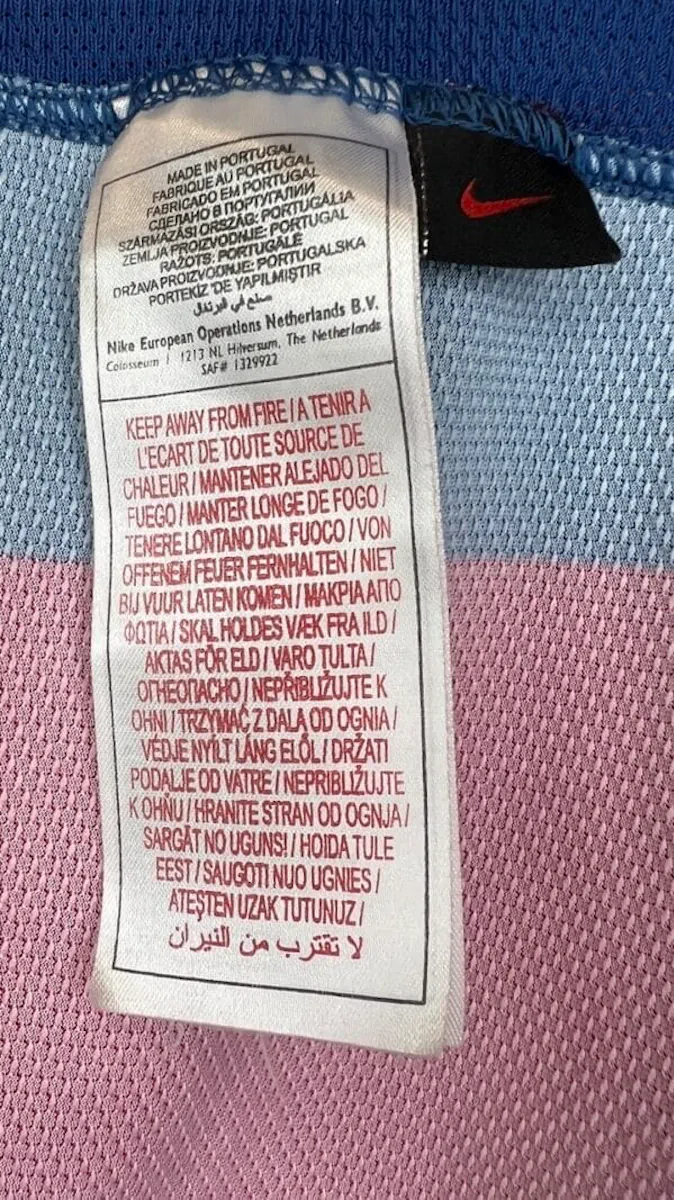 MADE IN PORTUGAL
FABRIQUE AU PORTUGAL
FABRICADO EM PORTUGAL
СДЕЛАНО В ПОРТУГАЛИИ
SZÁRMAZÁSI ORSZÁG: PORTUGÁLIA
ZEMLJA PROIZVODNJE: PORTUGAL
RAŽOTS: PORTUGĀLE
DRŽAVA PROIZVODNJE: PORTUGALSKA
PORTEKİZ 'DE YAPILMIŞTIR
صنع في البرتغال
Nike European Operations Netherlands B.V.
Colosseum 1 1213 NL Hilversum, The Netherlands
SAF# 1329922
KEEP AWAY FROM FIRE / A TENIR A
L'ECART DE TOUTE SOURCE DE
CHALEUR / MANTENER ALEJADO DEL
FUEGO / MANTER LONGE DE FOGO /
TENERE LONTANO DAL FUOCO / VON
OFFENEM FEUER FERNHALTEN / NIET
BIJ VUUR LATEN KOMEN / ΜΑΚΡΙΑ ΑΠΟ
ΦΩΤΙΑ / SKAL HOLDES VÆK FRA ILD /
AKTAS FÖR ELD / VARO TULTA /
ОГНЕОПАСНО / NEPŘIBLIŽUJTE K
OHNI / TRZYMAĆ Z DALA OD OGNIA /
VÉDJE NYÍLT LÁNG ELŐL / DRŽATI
PODALJE OD VATRE / NEPRIBLIŽUJTE
K OHŇU / HRANITE STRAN OD OGNJA /
SARGĀT NO UGUNS! / HOIDA TULE
EEST / SAUGOTI NUO UGNIES /
ATEŞTEN UZAK TUTUNUZ /
لا تقترب من النيران